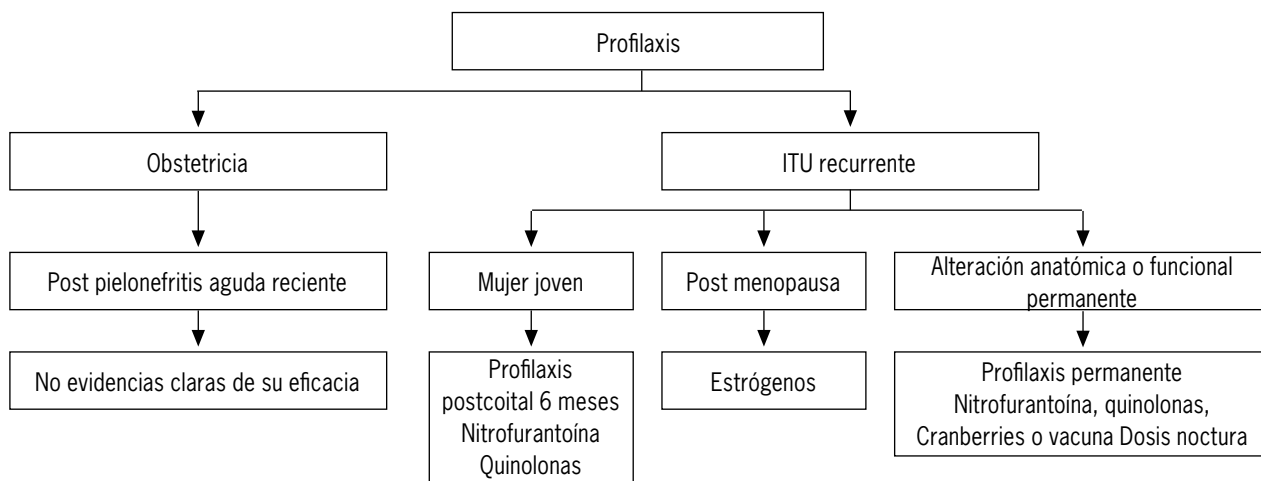 Profilaxis
Obstetricia
ITU recurrente
Post pielonefritis aguda reciente
Mujer joven
Post menopausa
Alteración anatómica o funcional
permanente
No evidencias claras de su eficacia
Profilaxis
postcoital 6 meses
Nitrofurantoína
Quinolonas
Estrógenos
Profilaxis permanente
Nitrofurantoína, quinolonas,
Cranberries o vacuna Dosis noctura